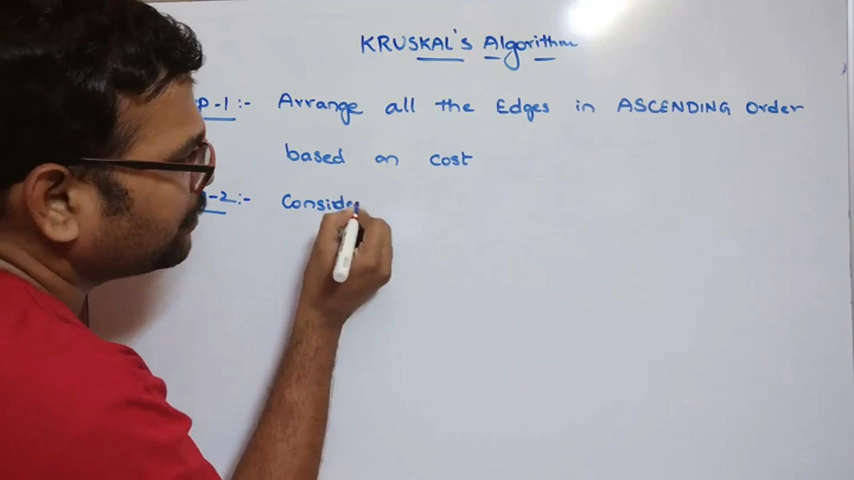 KRUSKAL's Algorithm
P-1:- Arrange all the Edges in ASCENDING Order
based on cost
-2:- Conside